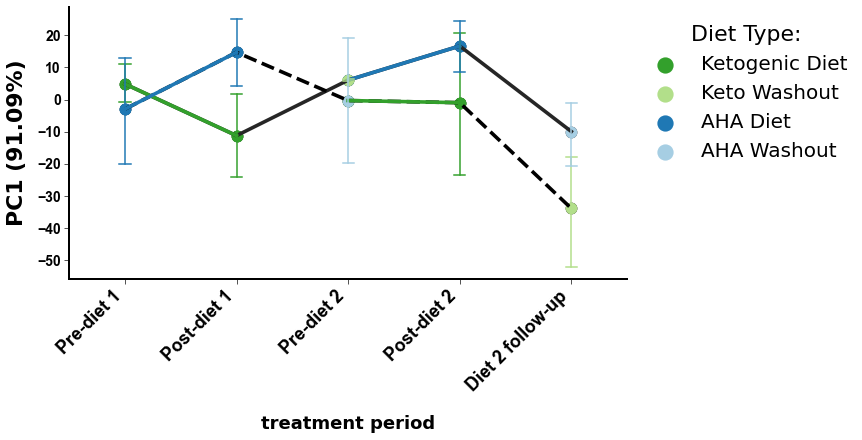 PC1 (91.09%)
20
10
0
−10
−20
−30
−40
−50
Pre-diet 1
Post-diet 1
Pre-diet 2
Post-diet 2
Diet 2 follow-up
treatment period
Diet Type:
Ketogenic Diet
Keto Washout
AHA Diet
AHA Washout